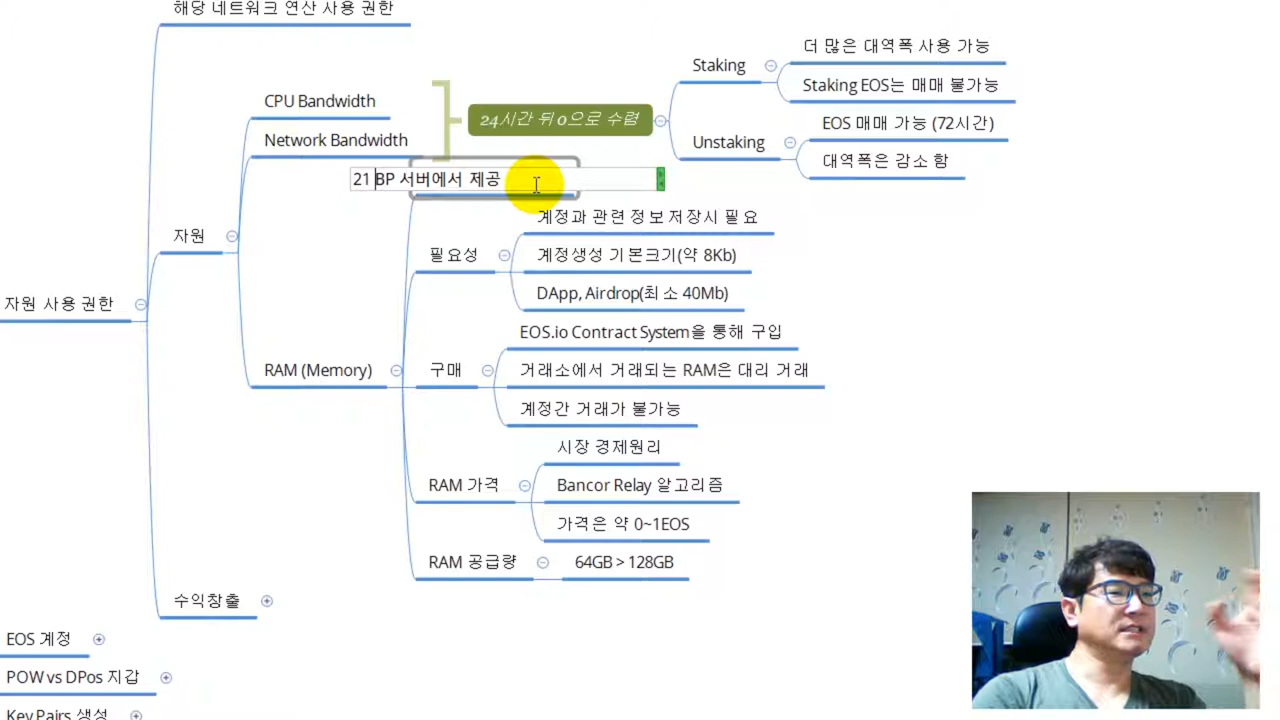 해당 네트워크 연산 사용 권한
더 많은 대역폭 사용 가능
Staking
Staking EOS는 매매 불가능
CPU Bandwidth
24시간 뒤 0으로 수렴
EOS 매매 가능 (72시간)
Network Bandwidth
Unstaking
대역폭은 감소 함
21 BP 서버에서 제공
계정과 관련 정보 저장시 필요
자원
필요성
계정생성 기본크기(약 8Kb)
DApp, Airdrop(최소 40Mb)
자원 사용 권한
EOS.io Contract System을 통해 구입
RAM (Memory)
구매
거래소에서 거래되는 RAM은 대리 거래
계정간 거래가 불가능
시장 경제원리
RAM 가격
Bancor Relay 알고리즘
가격은 약 0~1EOS
RAM 공급량
64GB > 128GB
수익창출
EOS 계정
POW vs DPos 지갑
Key Pairs 생성